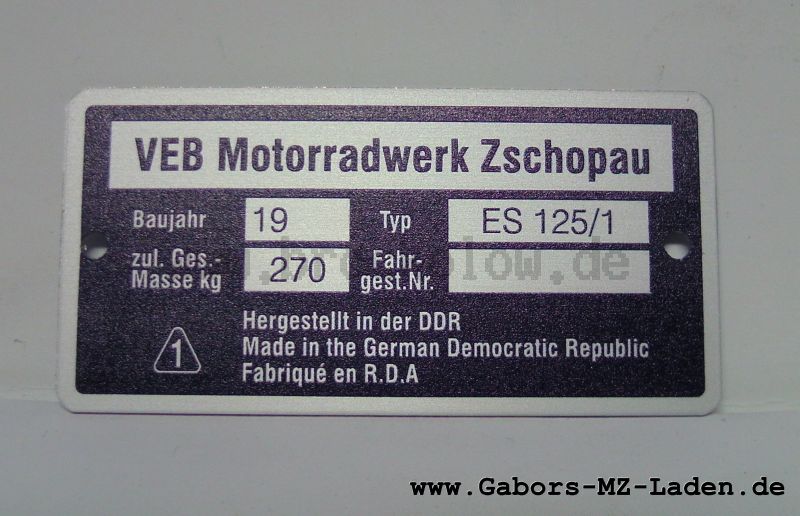 VEB Motorradwerk Zschopau
Baujahr 19 Typ ES 125/1
zul. Ges.- Masse kg 270 Fahr- gest.Nr.
1
Hergestellt in der DDR
Made in the German Democratic Republic
Fabriqué en R.D.A
www.Gabors-MZ-Laden.de